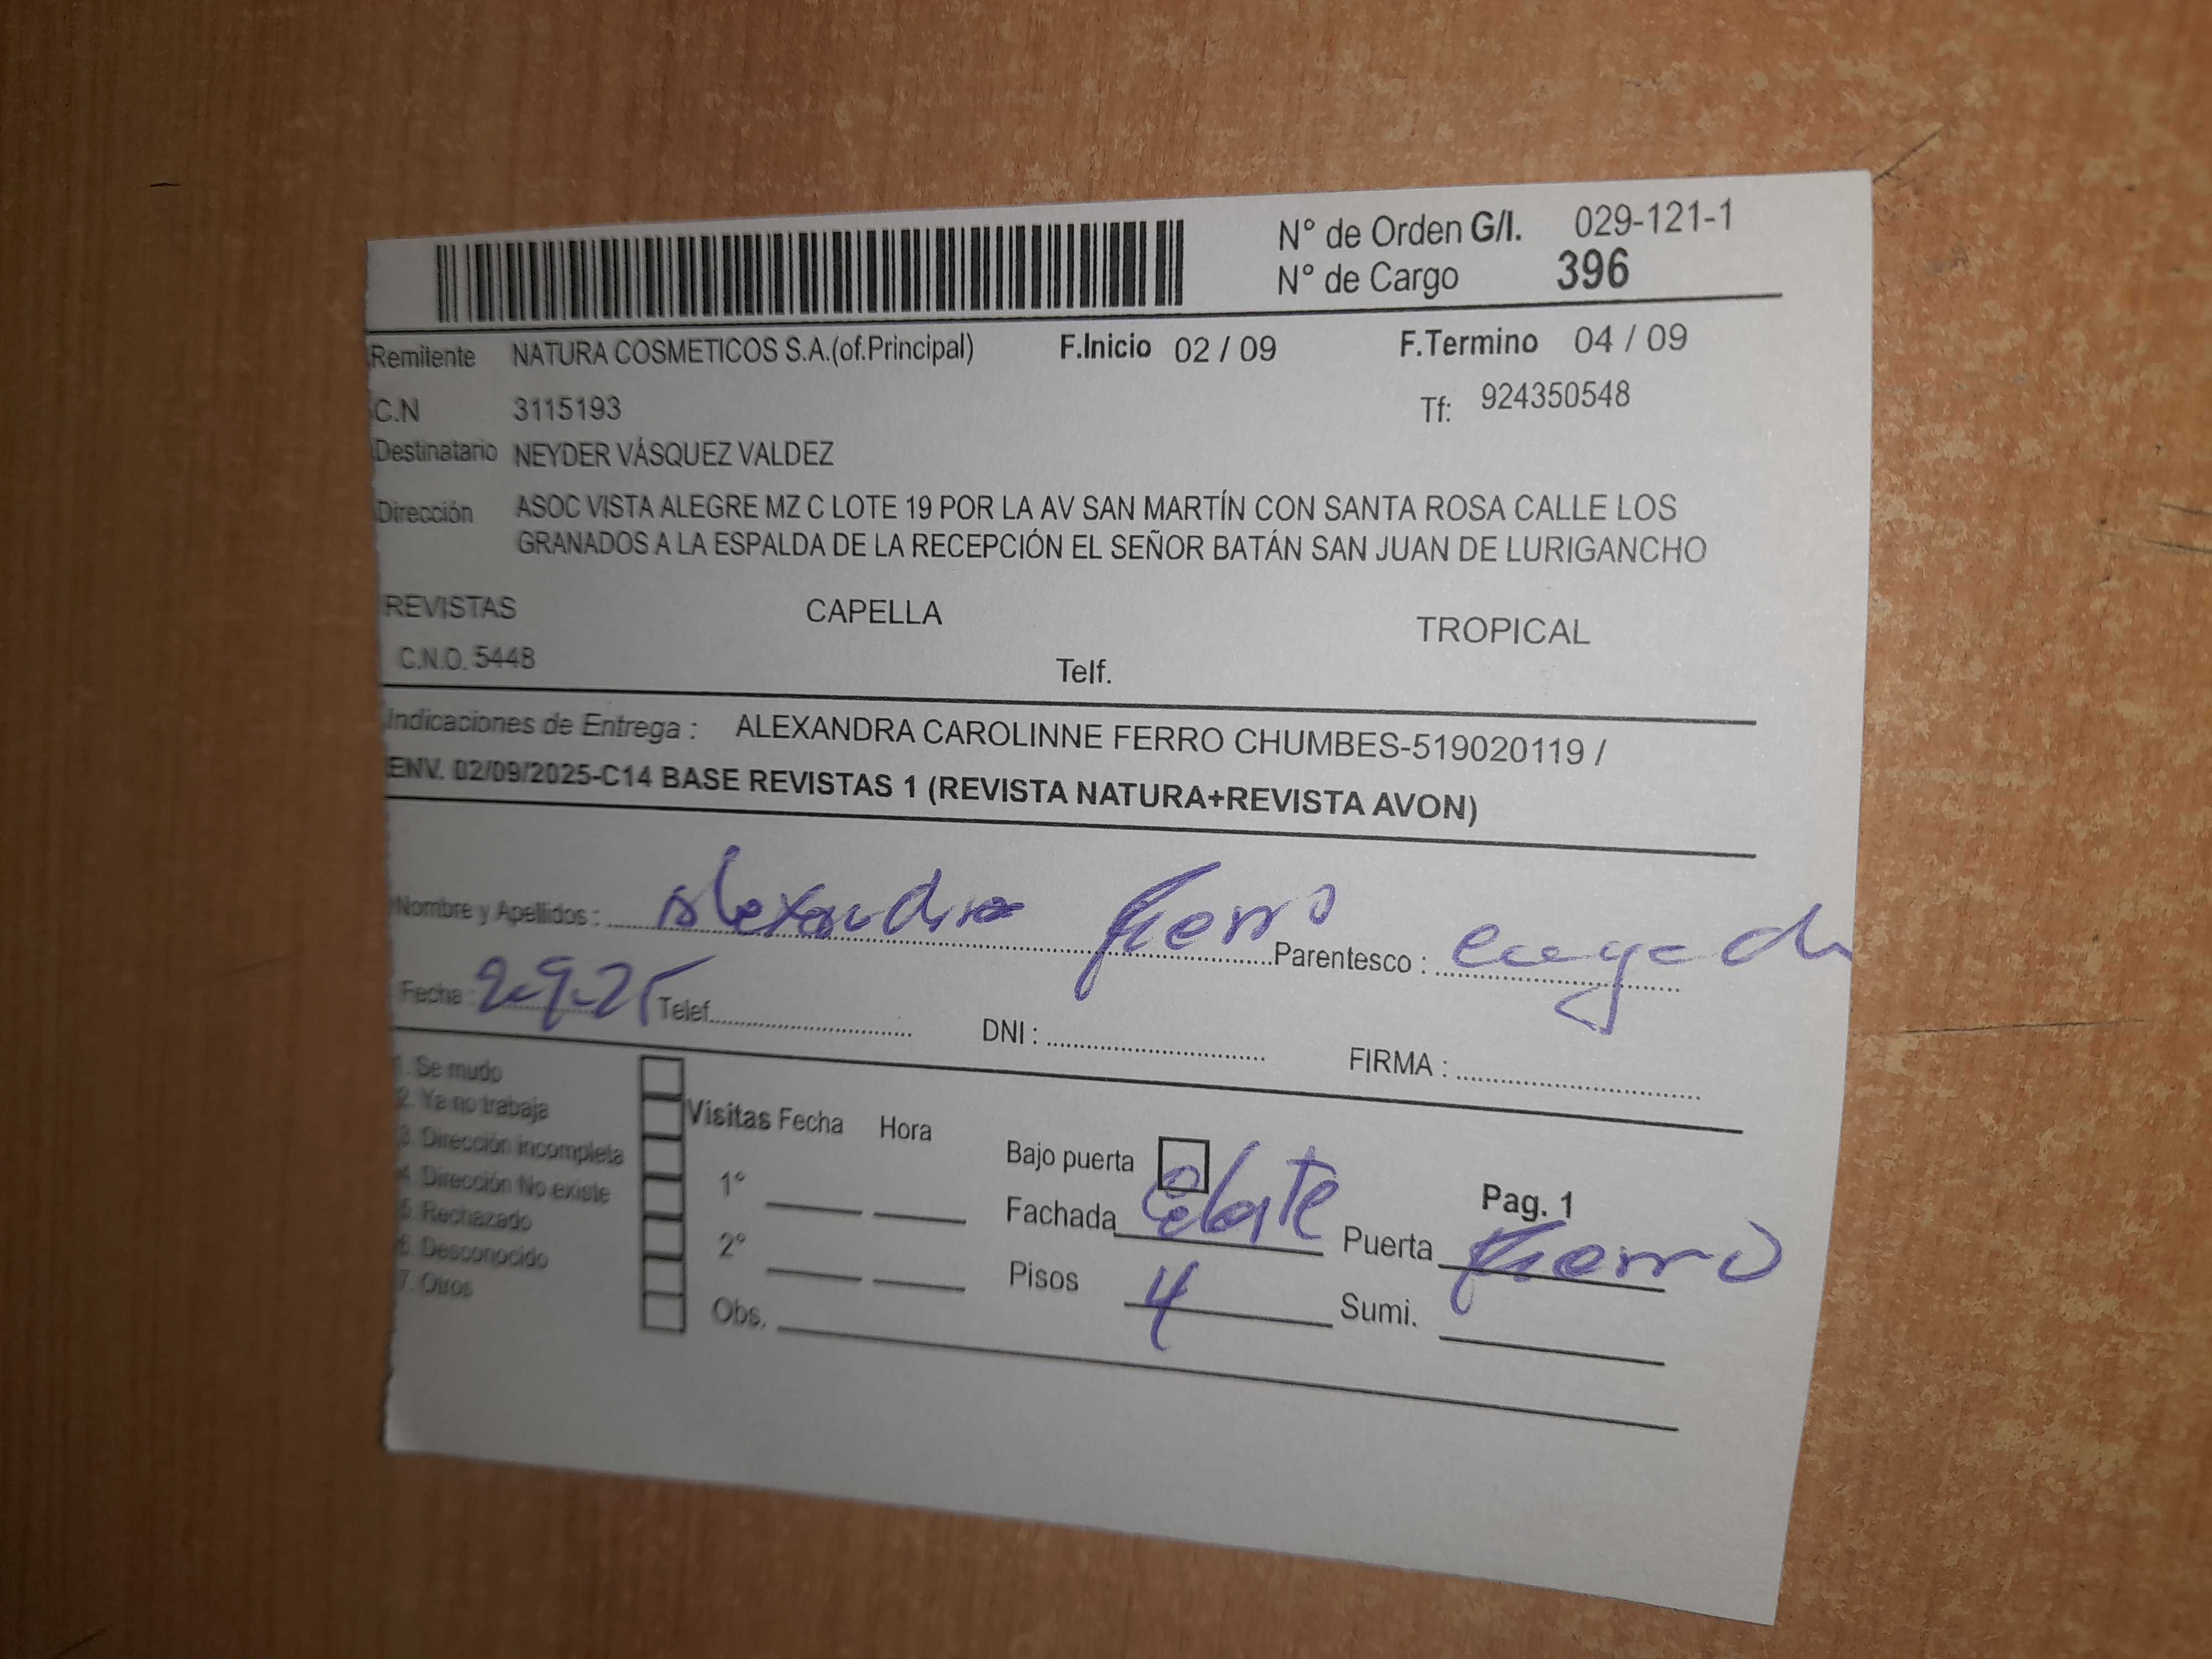 N° de Orden G/I. 029-121-1
N° de Cargo 396
Remitente NATURA COSMETICOS S.A.(of.Principal) F.Inicio 02 / 09 F.Termino 04 / 09
C.N 3115193 Tf: 924350548
Destinatario NEYDER VÁSQUEZ VALDEZ
Dirección ASOC VISTA ALEGRE MZ C LOTE 19 POR LA AV SAN MARTÍN CON SANTA ROSA CALLE LOS
GRANADOS A LA ESPALDA DE LA RECEPCIÓN EL SEÑOR BATÁN SAN JUAN DE LURIGANCHO
REVISTAS CAPELLA TROPICAL
C.N.O. 5448 Telf.
Indicaciones de Entrega : ALEXANDRA CAROLINNE FERRO CHUMBES-519020119 /
ENV. 02/09/2025-C14 BASE REVISTAS 1 (REVISTA NATURA+REVISTA AVON)
Nombre y Apellidos : Alexandra fierro Parentesco :
Fecha : 2-9-25 Telef. DNI : FIRMA :
1. Se mudo
2. Ya no trabaja
3. Dirección incompleta
4. Dirección No existe
5. Rechazado
6. Desconocido
7. Otros
Visitas Fecha Hora
1°
2°
Obs.
Bajo puerta Pag. 1
Fachada celeste Puerta fierro
Pisos 4 Sumi.